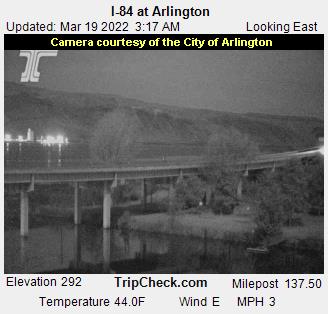 I-84 at Arlington
Updated: Mar 19 2022 3:17 AM Looking East
Camera courtesy of the City of Arlington
Elevation 292 TripCheck.com Milepost 137.50
Temperature 44.0F Wind E MPH 3